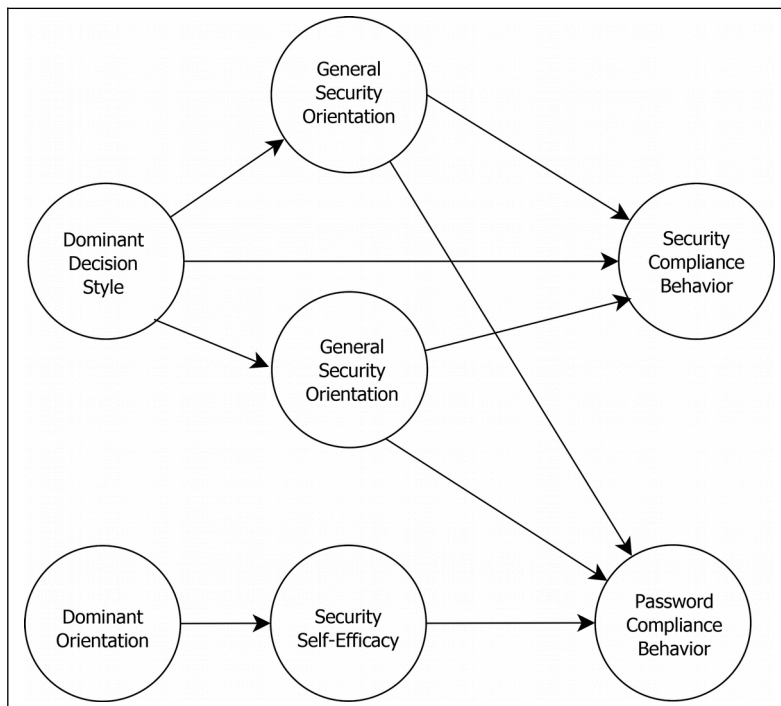 General
Security
Orientation
Dominant
Decision
Style
Security
Compliance
Behavior
General
Security
Orientation
Dominant
Orientation
Security
Self-Efficacy
Password
Compliance
Behavior